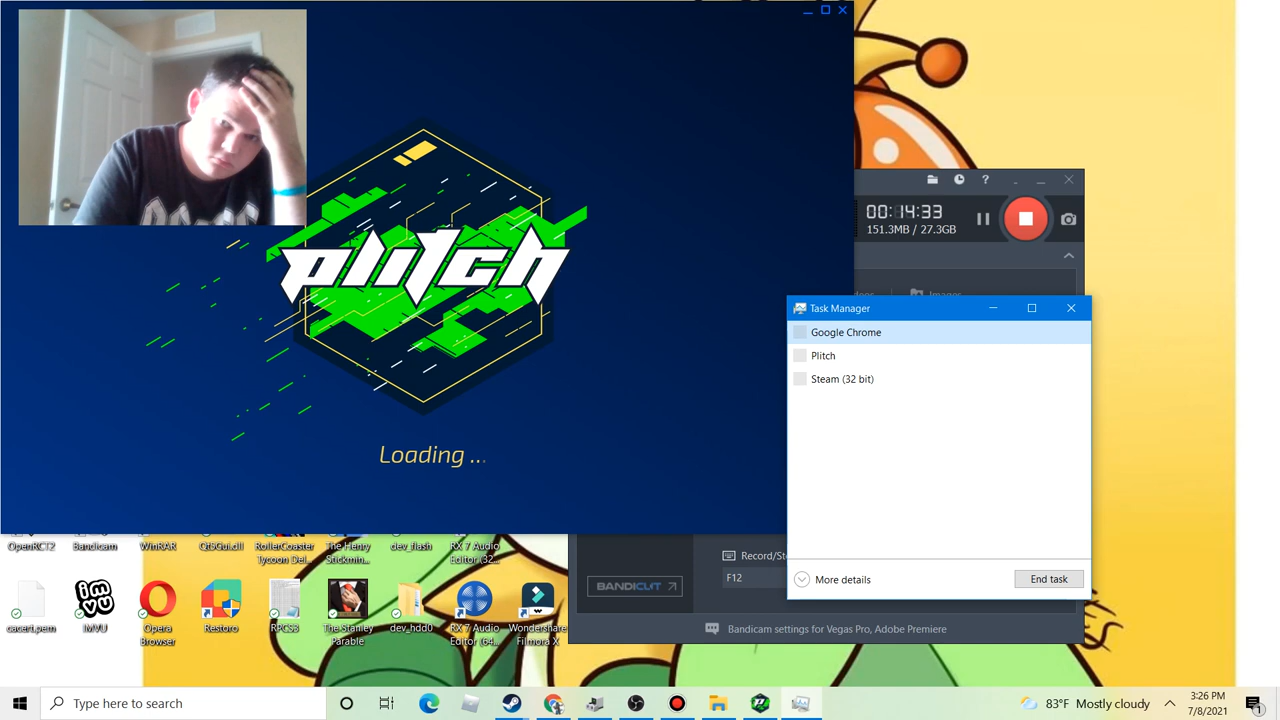 plitch
Loading ...
00:14:33
151.3MB / 27.3GB
Images
Task Manager
Google Chrome
Plitch
Steam (32 bit)
More details
End task
Record/Sto
F12
BANDICUT
Bandicam settings for Vegas Pro, Adobe Premiere
OpenRCT2
Bandicam
WinRAR
Qt5Gui.dll
RollerCoaster
Tycoon Del...
The Henry
Stickmin...
dev_flash
RX 7 Audio
Editor (32...
cacert.pem
IMVU
Opera
Browser
Restoro
RPCS3
The Stanley
Parable
dev_hdd0
RX 7 Audio
Editor (64...
Wondershare
Filmora X
Type here to search
83°F Mostly cloudy
3:26 PM
7/8/2021
1